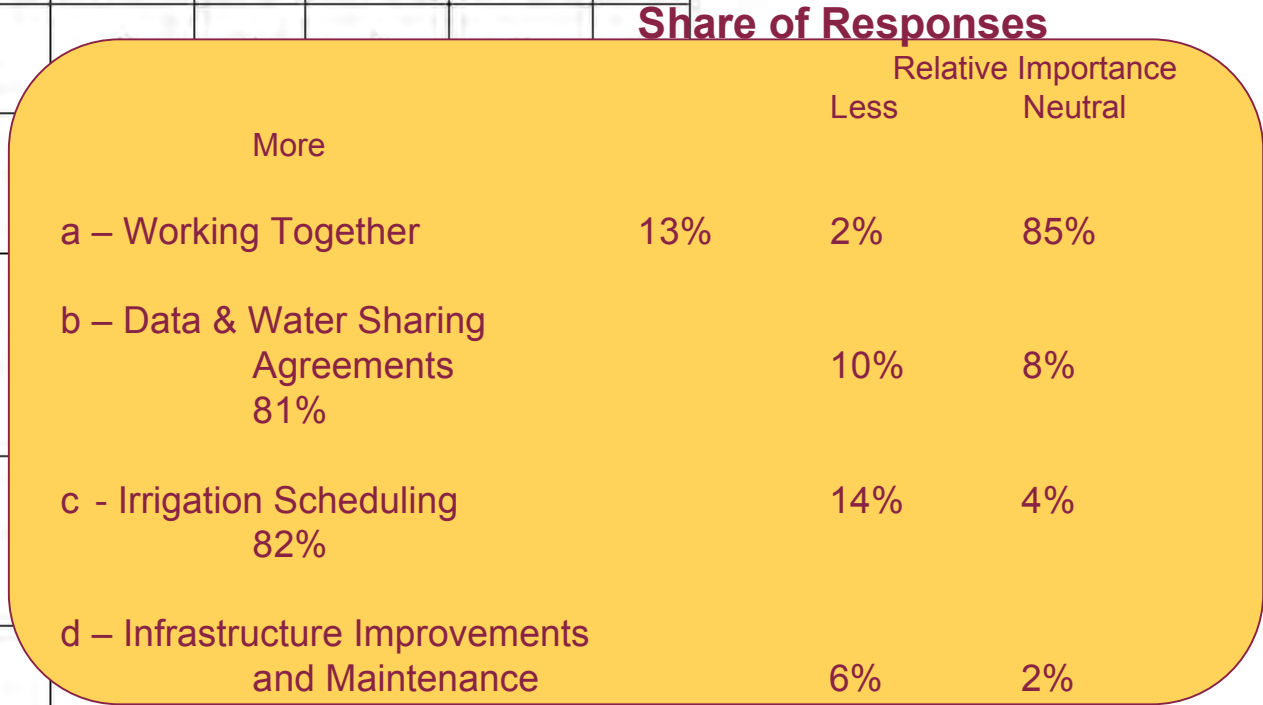 Share of Responses
Relative Importance
Less Neutral
More
a – Working Together 13% 2% 85%
b – Data & Water Sharing
Agreements 10% 8%
81%
c - Irrigation Scheduling 14% 4%
82%
d – Infrastructure Improvements
and Maintenance 6% 2%